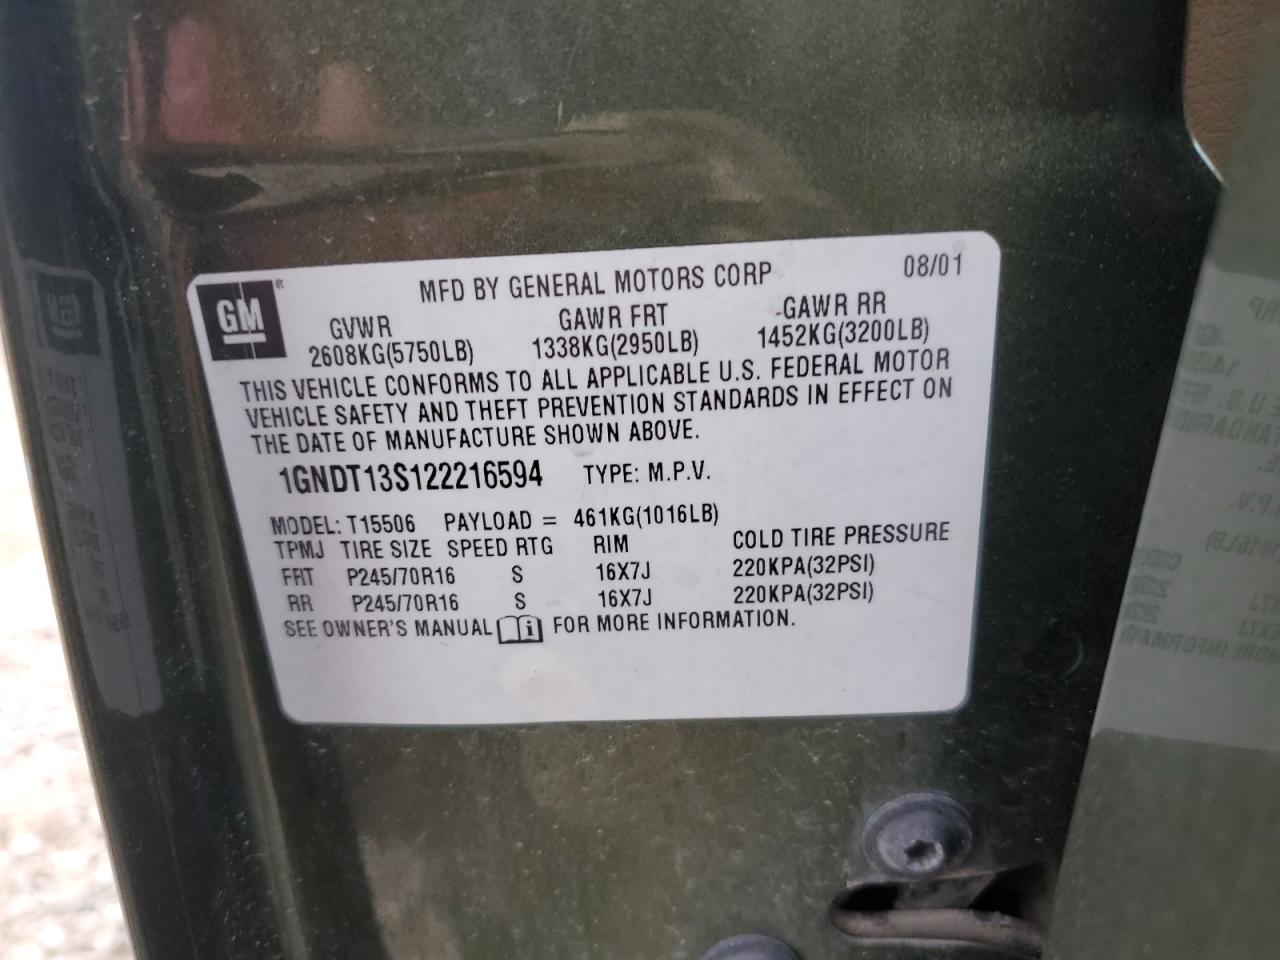 GM®
MFD BY GENERAL MOTORS CORP 08/01
GVWR GAWR FRT GAWR RR
2608KG(5750LB) 1338KG(2950LB) 1452KG(3200LB)
THIS VEHICLE CONFORMS TO ALL APPLICABLE U.S. FEDERAL MOTOR
VEHICLE SAFETY AND THEFT PREVENTION STANDARDS IN EFFECT ON
THE DATE OF MANUFACTURE SHOWN ABOVE.
1GNDT13S122216594 TYPE: M.P.V.
MODEL: T15506 PAYLOAD = 461KG(1016LB)
TPMJ TIRE SIZE SPEED RTG RIM COLD TIRE PRESSURE
FRT P245/70R16 S 16X7J 220KPA(32PSI)
RR P245/70R16 S 16X7J 220KPA(32PSI)
SEE OWNER'S MANUAL i FOR MORE INFORMATION.